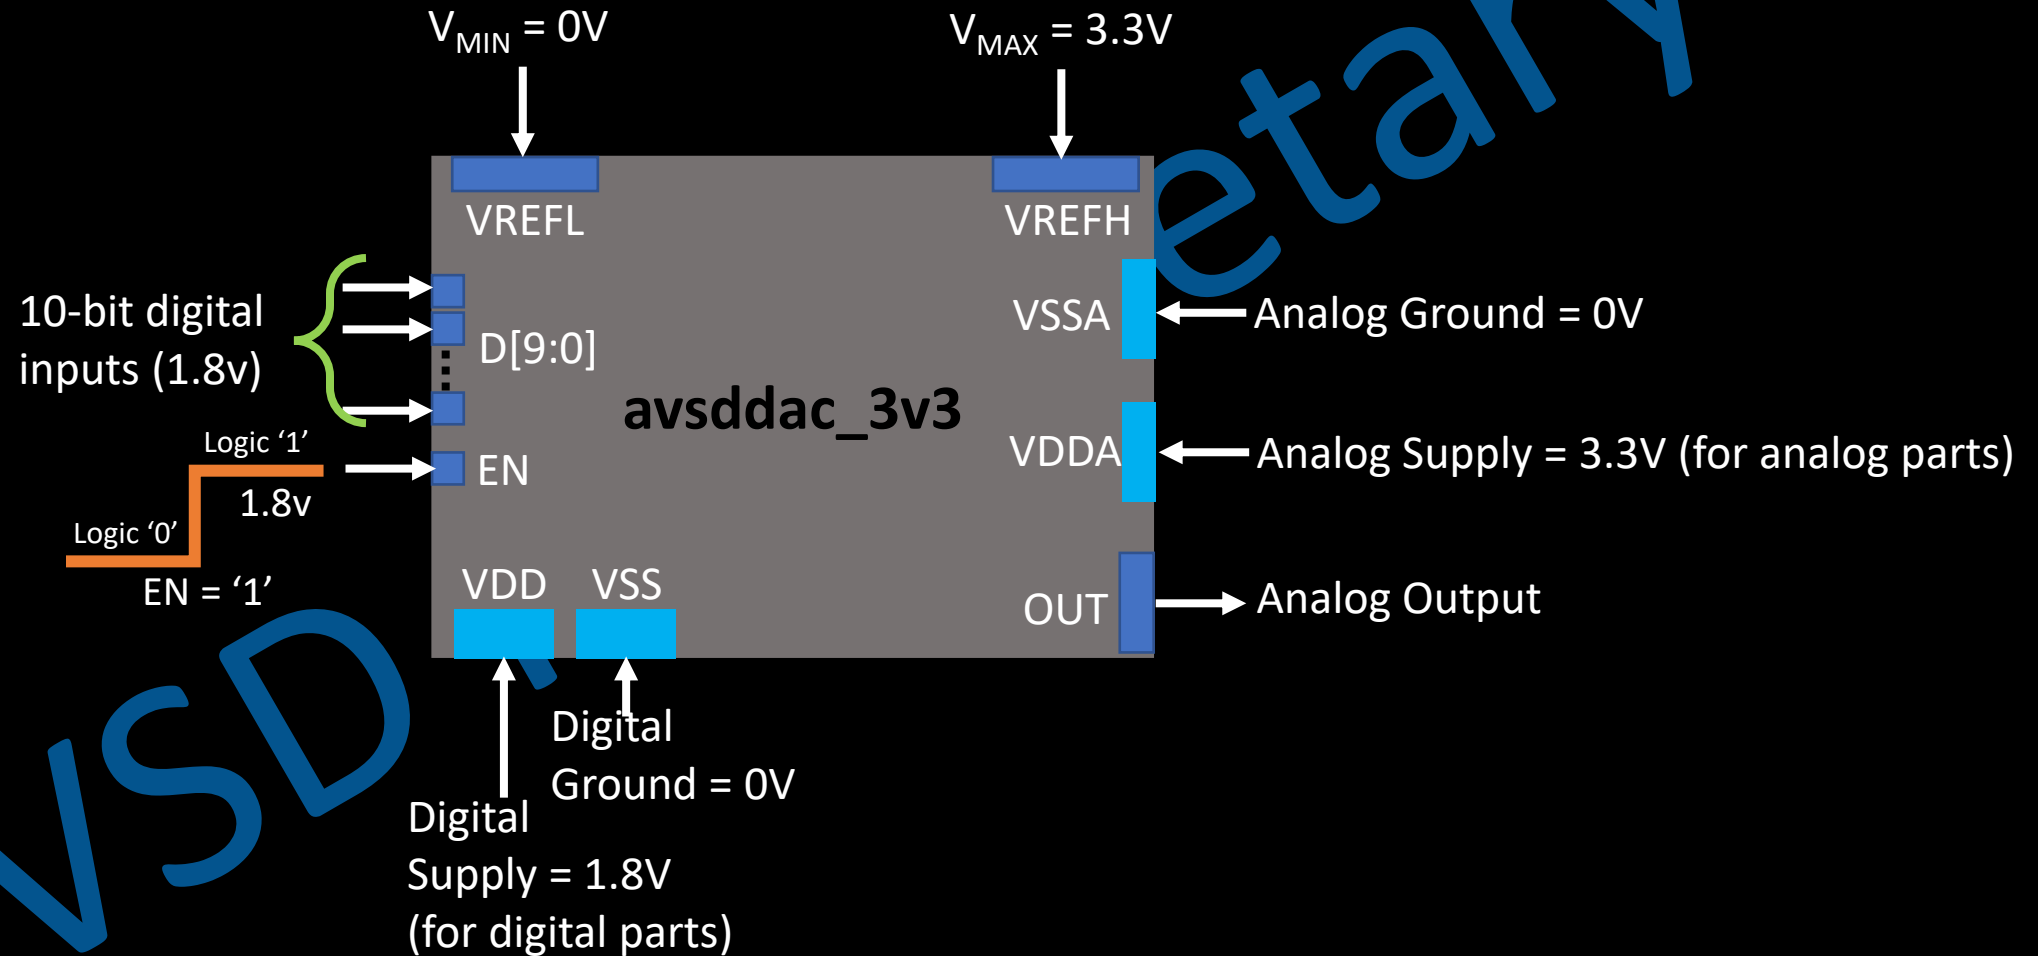 V_MIN = 0V
V_MAX = 3.3V
VREFL
VREFH
10-bit digital
inputs (1.8v)
D[9:0]
VSSA
Analog Ground = 0V
avsddac_3v3
VDDA
Analog Supply = 3.3V (for analog parts)
Logic ‘1’
EN
1.8v
Logic ‘0’
EN = ‘1’
VDD
VSS
OUT
Analog Output
Digital
Ground = 0V
Digital
Supply = 1.8V
(for digital parts)
VSD
etary